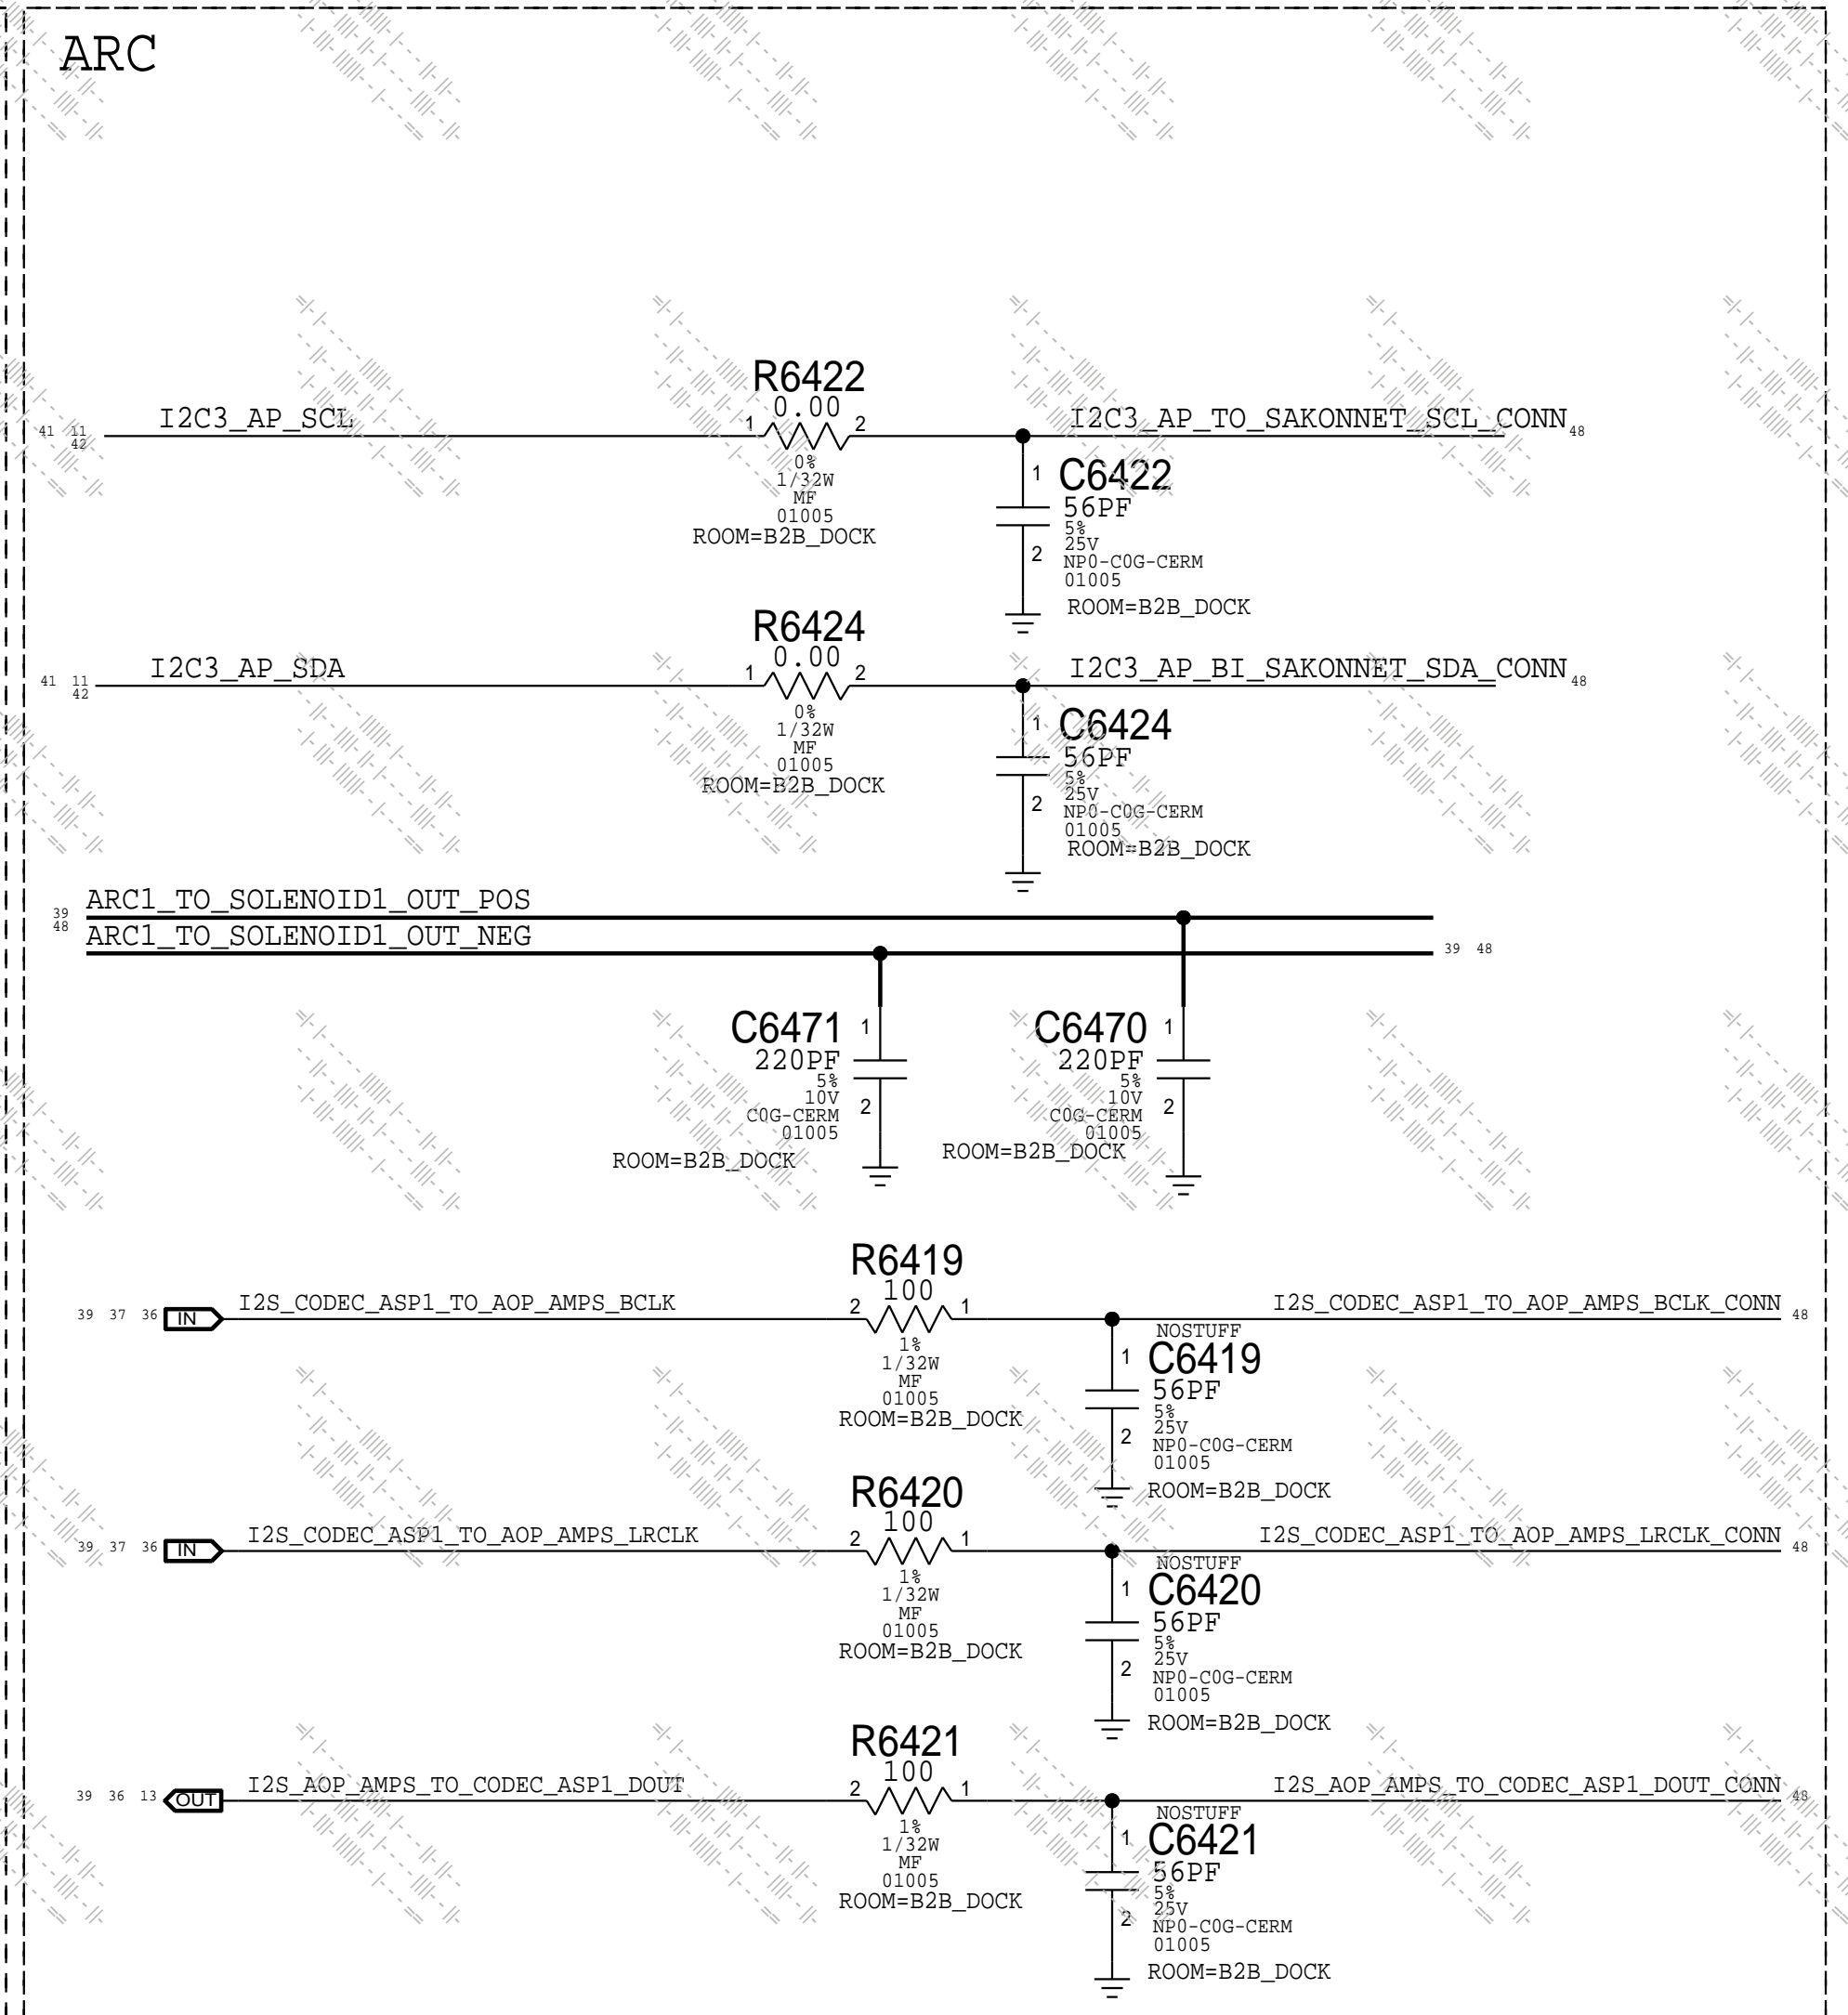 ARC
R6422
0.00
I2C3_AP_SCL
1 2
I2C3_AP_TO_SAKONNET_SCL_CONN
48
41 11
42
0%
1/32W
MF
01005
ROOM=B2B_DOCK
1
C6422
56PF
5%
25V
2
NP0-C0G-CERM
01005
ROOM=B2B_DOCK
R6424
0.00
I2C3_AP_SDA
1 2
I2C3_AP_BI_SAKONNET_SDA_CONN
48
41 11
42
0%
1/32W
MF
01005
ROOM=B2B_DOCK
1
C6424
56PF
5%
25V
2
NP0-C0G-CERM
01005
ROOM=B2B_DOCK
ARC1_TO_SOLENOID1_OUT_POS
39
48
ARC1_TO_SOLENOID1_OUT_NEG
39 48
C6471
1
220PF
5%
10V
2
C0G-CERM
01005
ROOM=B2B_DOCK
C6470
1
220PF
5%
10V
2
C0G-CERM
01005
ROOM=B2B_DOCK
R6419
100
39 37 36
IN
I2S_CODEC_ASP1_TO_AOP_AMPS_BCLK
2 1
I2S_CODEC_ASP1_TO_AOP_AMPS_BCLK_CONN
48
1%
1/32W
MF
01005
ROOM=B2B_DOCK
NOSTUFF
1
C6419
56PF
5%
25V
2
NP0-C0G-CERM
01005
ROOM=B2B_DOCK
R6420
100
39 37 36
IN
I2S_CODEC_ASP1_TO_AOP_AMPS_LRCLK
2 1
I2S_CODEC_ASP1_TO_AOP_AMPS_LRCLK_CONN
48
1%
1/32W
MF
01005
ROOM=B2B_DOCK
NOSTUFF
1
C6420
56PF
5%
25V
2
NP0-C0G-CERM
01005
ROOM=B2B_DOCK
R6421
100
39 36 13
OUT
I2S_AOP_AMPS_TO_CODEC_ASP1_DOUT
2 1
I2S_AOP_AMPS_TO_CODEC_ASP1_DOUT_CONN
48
1%
1/32W
MF
01005
ROOM=B2B_DOCK
NOSTUFF
1
C6421
56PF
5%
25V
2
NP0-C0G-CERM
01005
ROOM=B2B_DOCK